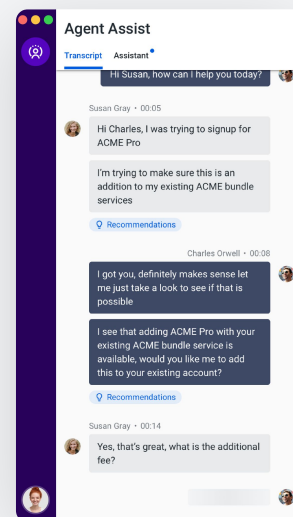 Agent Assist
Transcript
Assistant
Hi Susan, how can I help you today?
Susan Gray • 00:05
Hi Charles, I was trying to signup for
ACME Pro
I'm trying to make sure this is an
addition to my existing ACME bundle
services
Recommendations
Charles Orwell • 00:08
I got you, definitely makes sense let
me just take a look to see if that is
possible
I see that adding ACME Pro with your
existing ACME bundle service is
available, would you like me to add
this to your existing account?
Recommendations
Susan Gray • 00:14
Yes, that's great, what is the additional
fee?